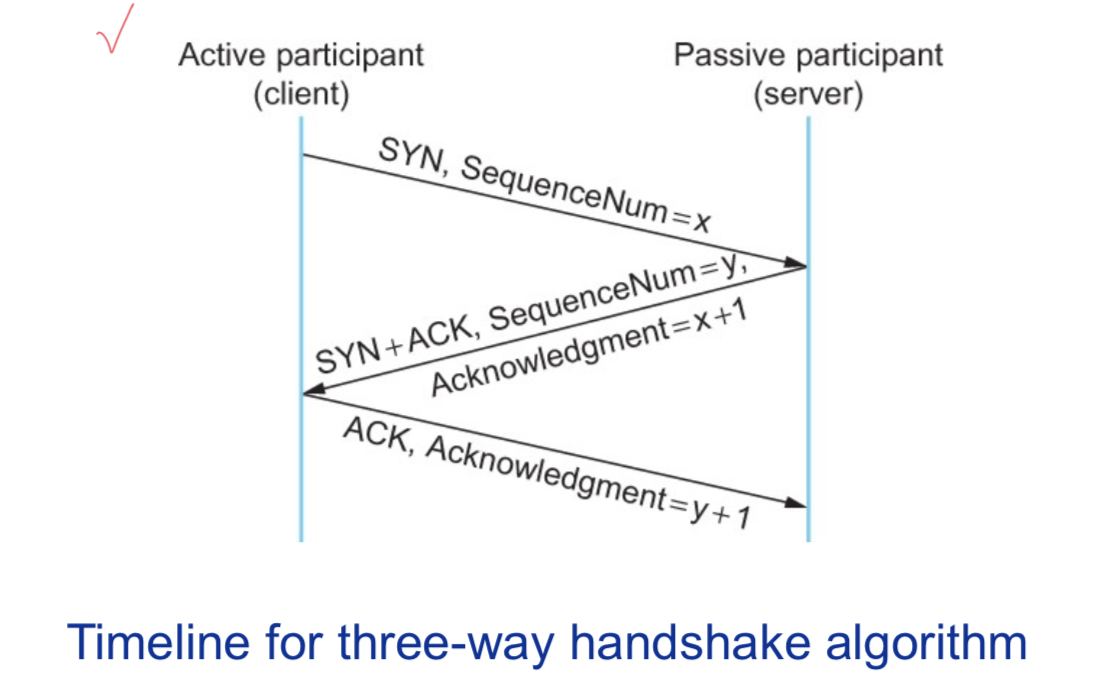 Active participant
(client)
Passive participant
(server)
SYN, SequenceNum=x
SYN+ACK, SequenceNum=y,
Acknowledgment=x+1
ACK, Acknowledgment=y+1
Timeline for three-way handshake algorithm